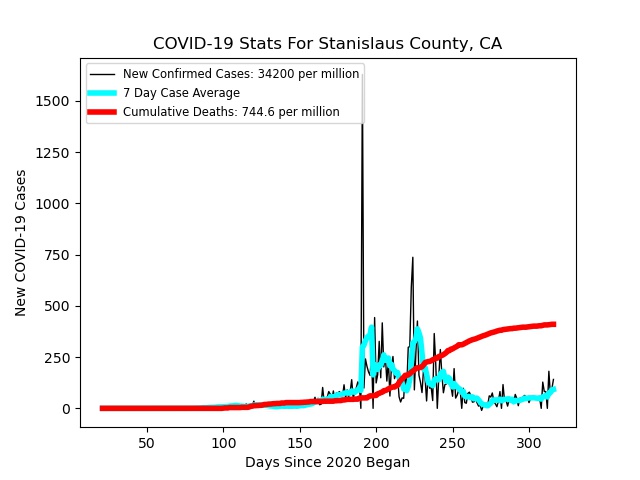 COVID-19 Stats For Stanislaus County, CA
New Confirmed Cases: 34200 per million
7 Day Case Average
Cumulative Deaths: 744.6 per million
New COVID-19 Cases
1500
1250
1000
750
500
250
0
50 100 150 200 250 300
Days Since 2020 Began